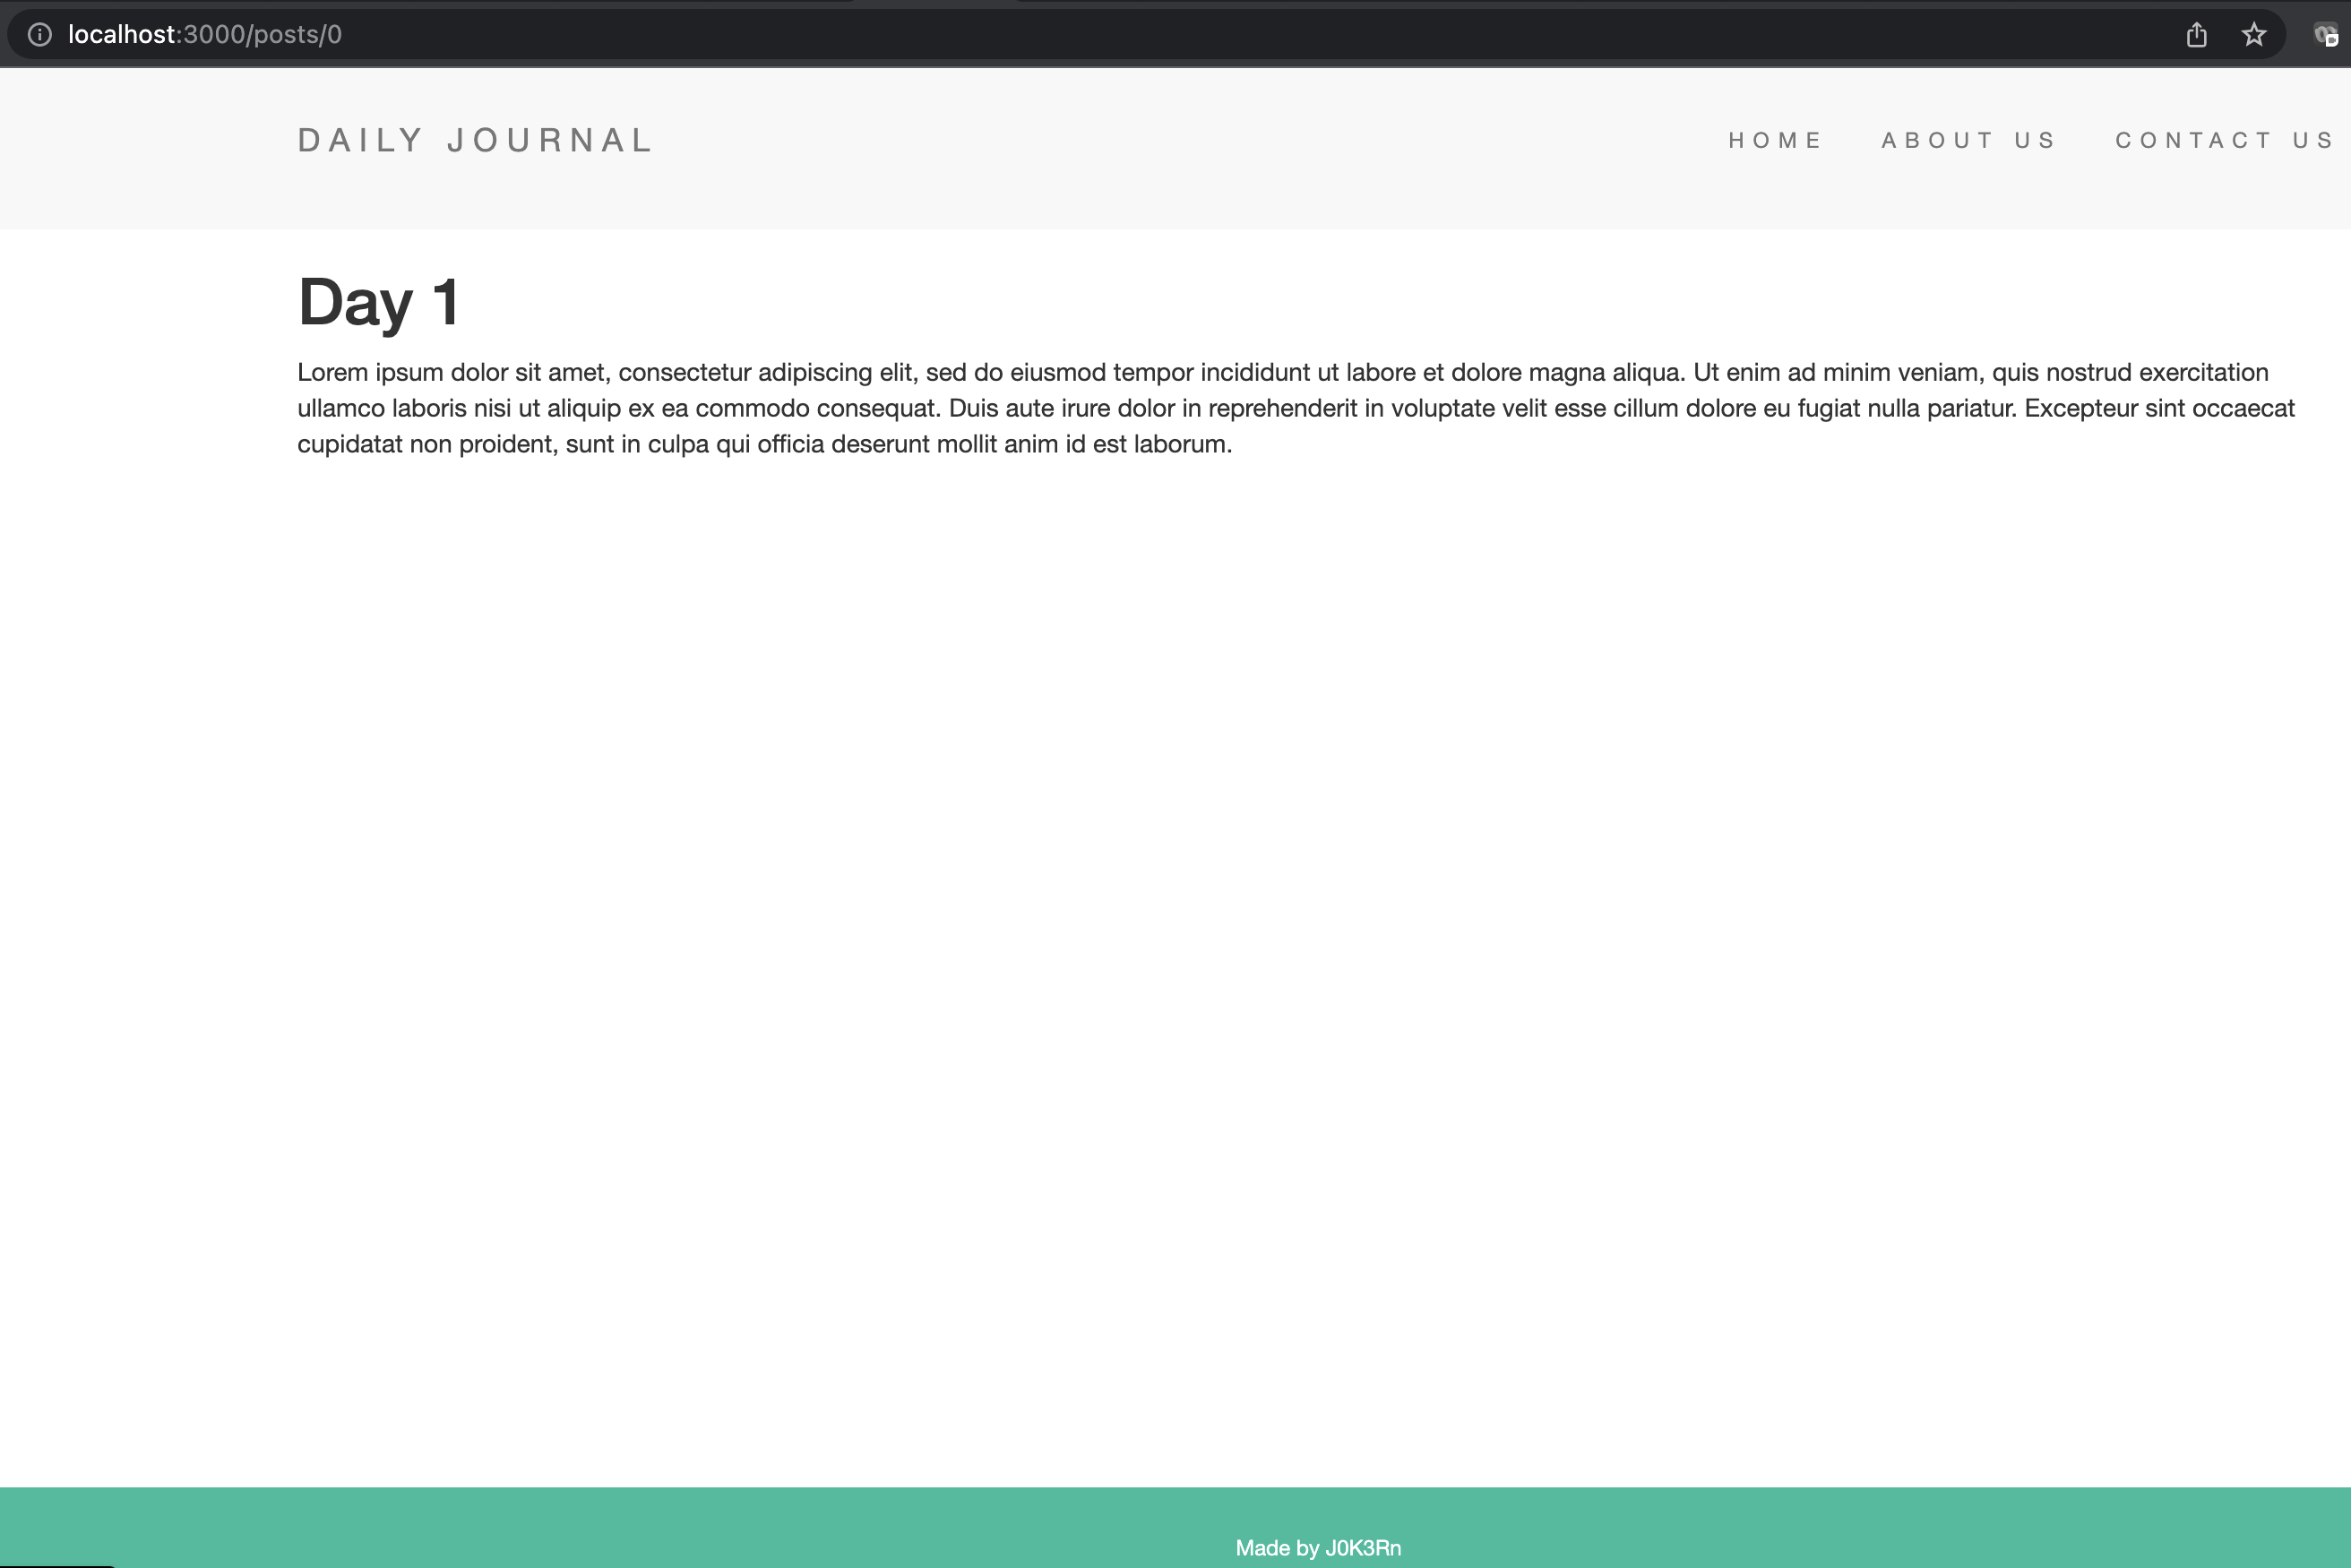 localhost:3000/posts/0
DAILY JOURNAL
HOME ABOUT US CONTACT US
Day 1
Lorem ipsum dolor sit amet, consectetur adipiscing elit, sed do eiusmod tempor incididunt ut labore et dolore magna aliqua. Ut enim ad minim veniam, quis nostrud exercitation
ullamco laboris nisi ut aliquip ex ea commodo consequat. Duis aute irure dolor in reprehenderit in voluptate velit esse cillum dolore eu fugiat nulla pariatur. Excepteur sint occaecat
cupidatat non proident, sunt in culpa qui officia deserunt mollit anim id est laborum.
Made by J0K3Rn